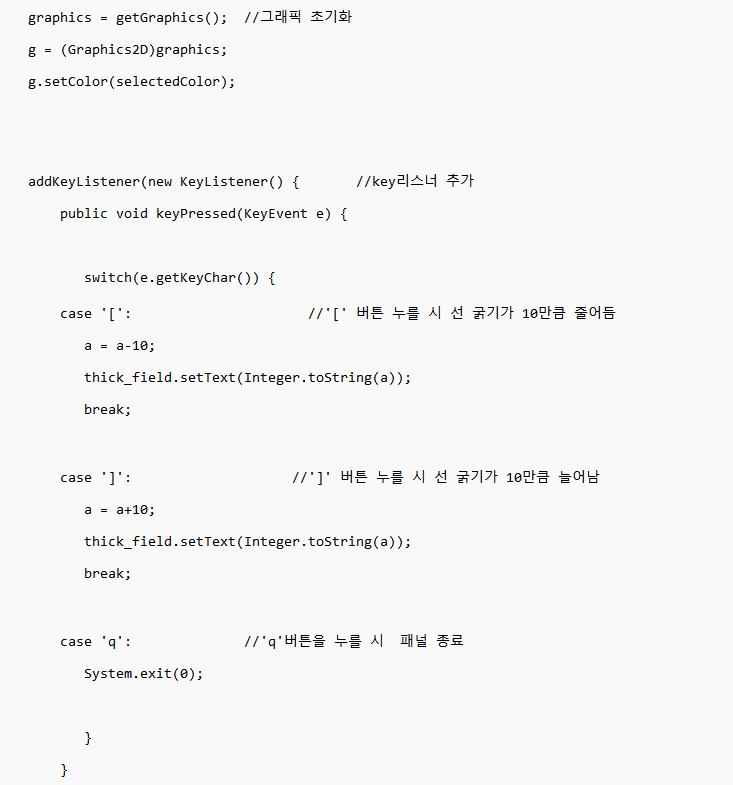 graphics = getGraphics();  //그래픽 초기화
g = (Graphics2D)graphics;
g.setColor(selectedColor);
addKeyListener(new KeyListener() {       //key리스너 추가
    public void keyPressed(KeyEvent e) {
       switch(e.getKeyChar()) {
    case '[':                      //'[' 버튼 누를 시 선 굵기가 10만큼 줄어듬
       a = a-10;
       thick_field.setText(Integer.toString(a));
       break;
    case ']':                    //']' 버튼 누를 시 선 굵기가 10만큼 늘어남
       a = a+10;
       thick_field.setText(Integer.toString(a));
       break;
    case 'q':              //'q'버튼을 누를 시  패널 종료
       System.exit(0);
       }
    }